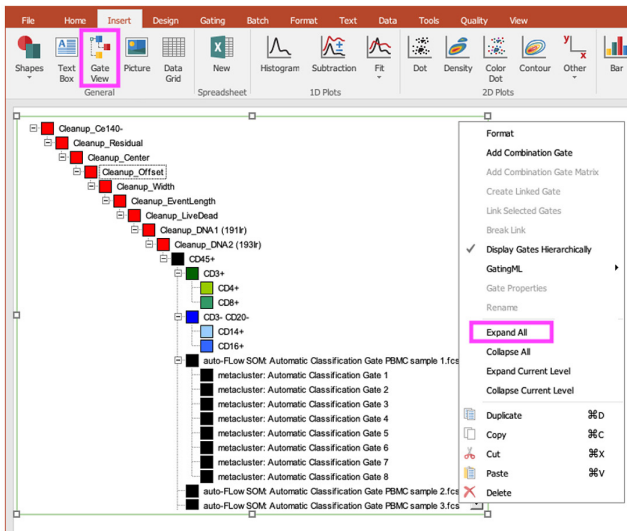 File Home Insert Design Gating Batch Format Text Data Tools Quality View
Shapes Text Box Gate View Picture Data Grid New Histogram Subtraction Fit Dot Density Color Dot Contour Other Bar
General Spreadsheet 1D Plots 2D Plots
Cleanup_Ce140-
Cleanup_Residual
Cleanup_Center
Cleanup_Offset
Cleanup_Width
Cleanup_EventLength
Cleanup_LiveDead
Cleanup_DNA1 (191Ir)
Cleanup_DNA2 (193Ir)
CD45+
CD3+
CD4+
CD8+
CD3- CD20-
CD14+
CD16+
auto-FLow SOM: Automatic Classification Gate PBMC sample 1.fcs
metacluster: Automatic Classification Gate 1
metacluster: Automatic Classification Gate 2
metacluster: Automatic Classification Gate 3
metacluster: Automatic Classification Gate 4
metacluster: Automatic Classification Gate 5
metacluster: Automatic Classification Gate 6
metacluster: Automatic Classification Gate 7
metacluster: Automatic Classification Gate 8
auto-FLow SOM: Automatic Classification Gate PBMC sample 2.fcs
auto-FLow SOM: Automatic Classification Gate PBMC sample 3.fcs
Format
Add Combination Gate
Add Combination Gate Matrix
Create Linked Gate
Link Selected Gates
Break Link
Display Gates Hierarchically
GatingML
Gate Properties
Rename
Expand All
Collapse All
Expand Current Level
Collapse Current Level
Duplicate ⌘D
Copy ⌘C
Cut ⌘X
Paste ⌘V
Delete